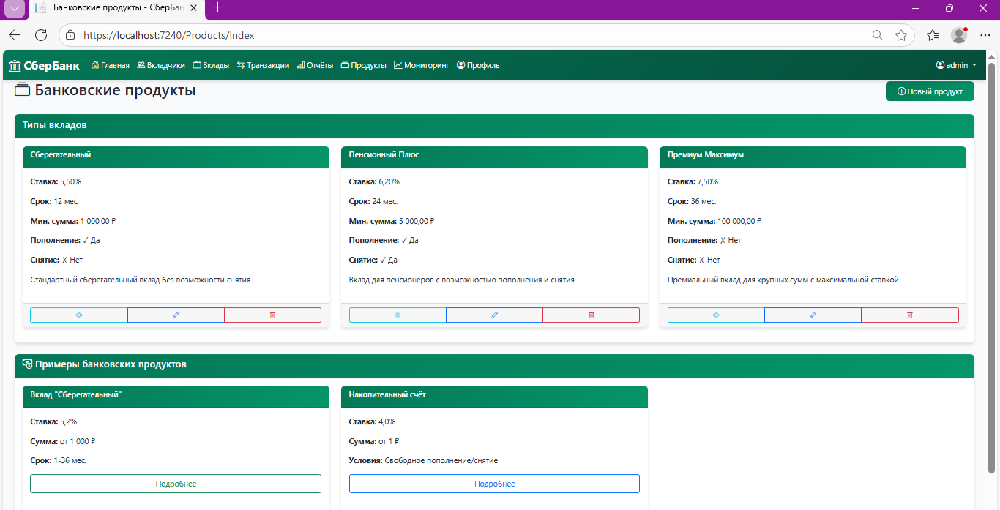 Банковские продукты - СберБан
https://localhost:7240/Products/Index
СберБанк Главная Вкладчики Вклады Транзакции Отчёты Продукты Мониторинг Профиль admin
Банковские продукты
Новый продукт
Типы вкладов
Сберегательный
Ставка: 5,50%
Срок: 12 мес.
Мин. сумма: 1 000,00 ₽
Пополнение: ✓ Да
Снятие: ✗ Нет
Стандартный сберегательный вклад без возможности снятия
Пенсионный Плюс
Ставка: 6,20%
Срок: 24 мес.
Мин. сумма: 5 000,00 ₽
Пополнение: ✓ Да
Снятие: ✓ Да
Вклад для пенсионеров с возможностью пополнения и снятия
Премиум Максимум
Ставка: 7,50%
Срок: 36 мес.
Мин. сумма: 100 000,00 ₽
Пополнение: ✗ Нет
Снятие: ✗ Нет
Премиальный вклад для крупных сумм с максимальной ставкой
Примеры банковских продуктов
Вклад "Сберегательный"
Ставка: 5,2%
Сумма: от 1 000 ₽
Срок: 1-36 мес.
Подробнее
Накопительный счёт
Ставка: 4,0%
Сумма: от 1 ₽
Условия: Свободное пополнение/снятие
Подробнее